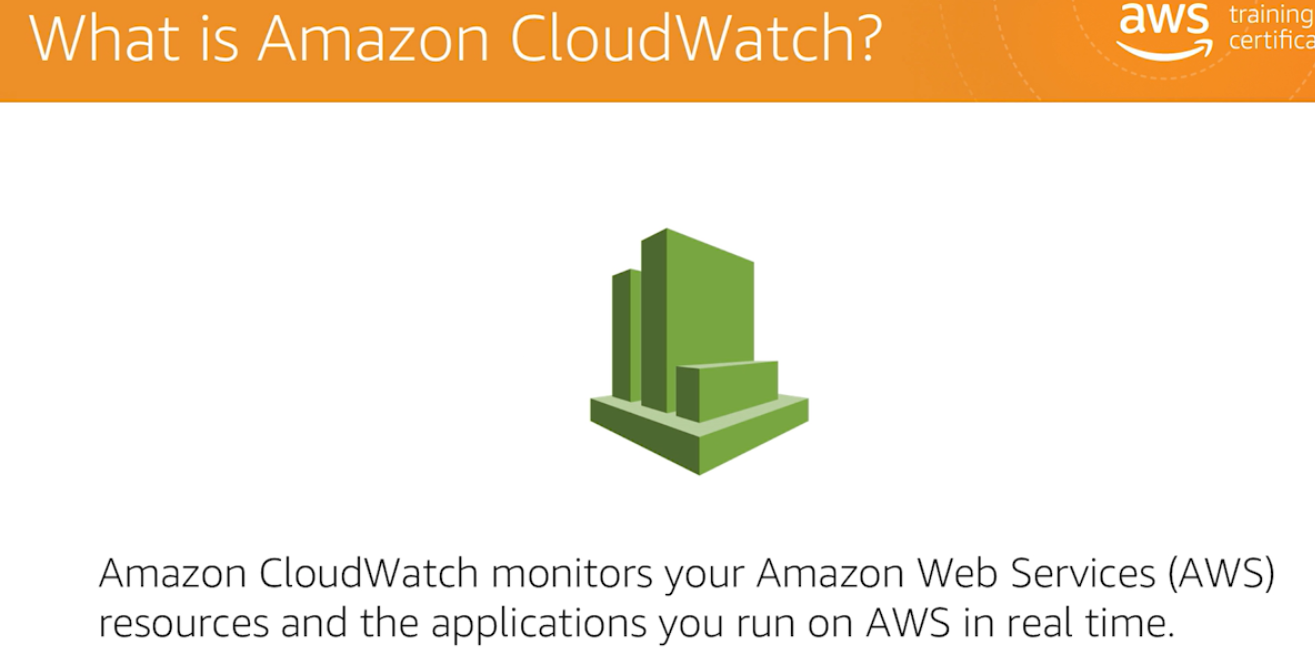 What is Amazon CloudWatch?
aws
training
Amazon CloudWatch monitors your Amazon Web Services (AWS)
resources and the applications you run on AWS in real time.